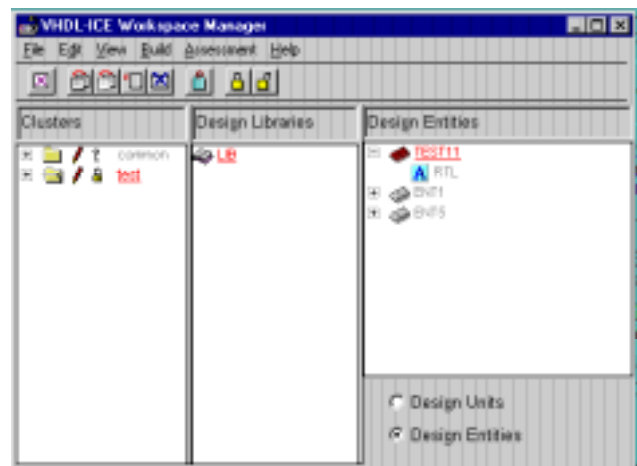 VHDL-ICE Workspace Manager
File Edit View Build Assessment Help
Clusters Design Libraries Design Entities
common LIB TEST11
test A RTL
ENT1
ENT5
Design Units
Design Entities